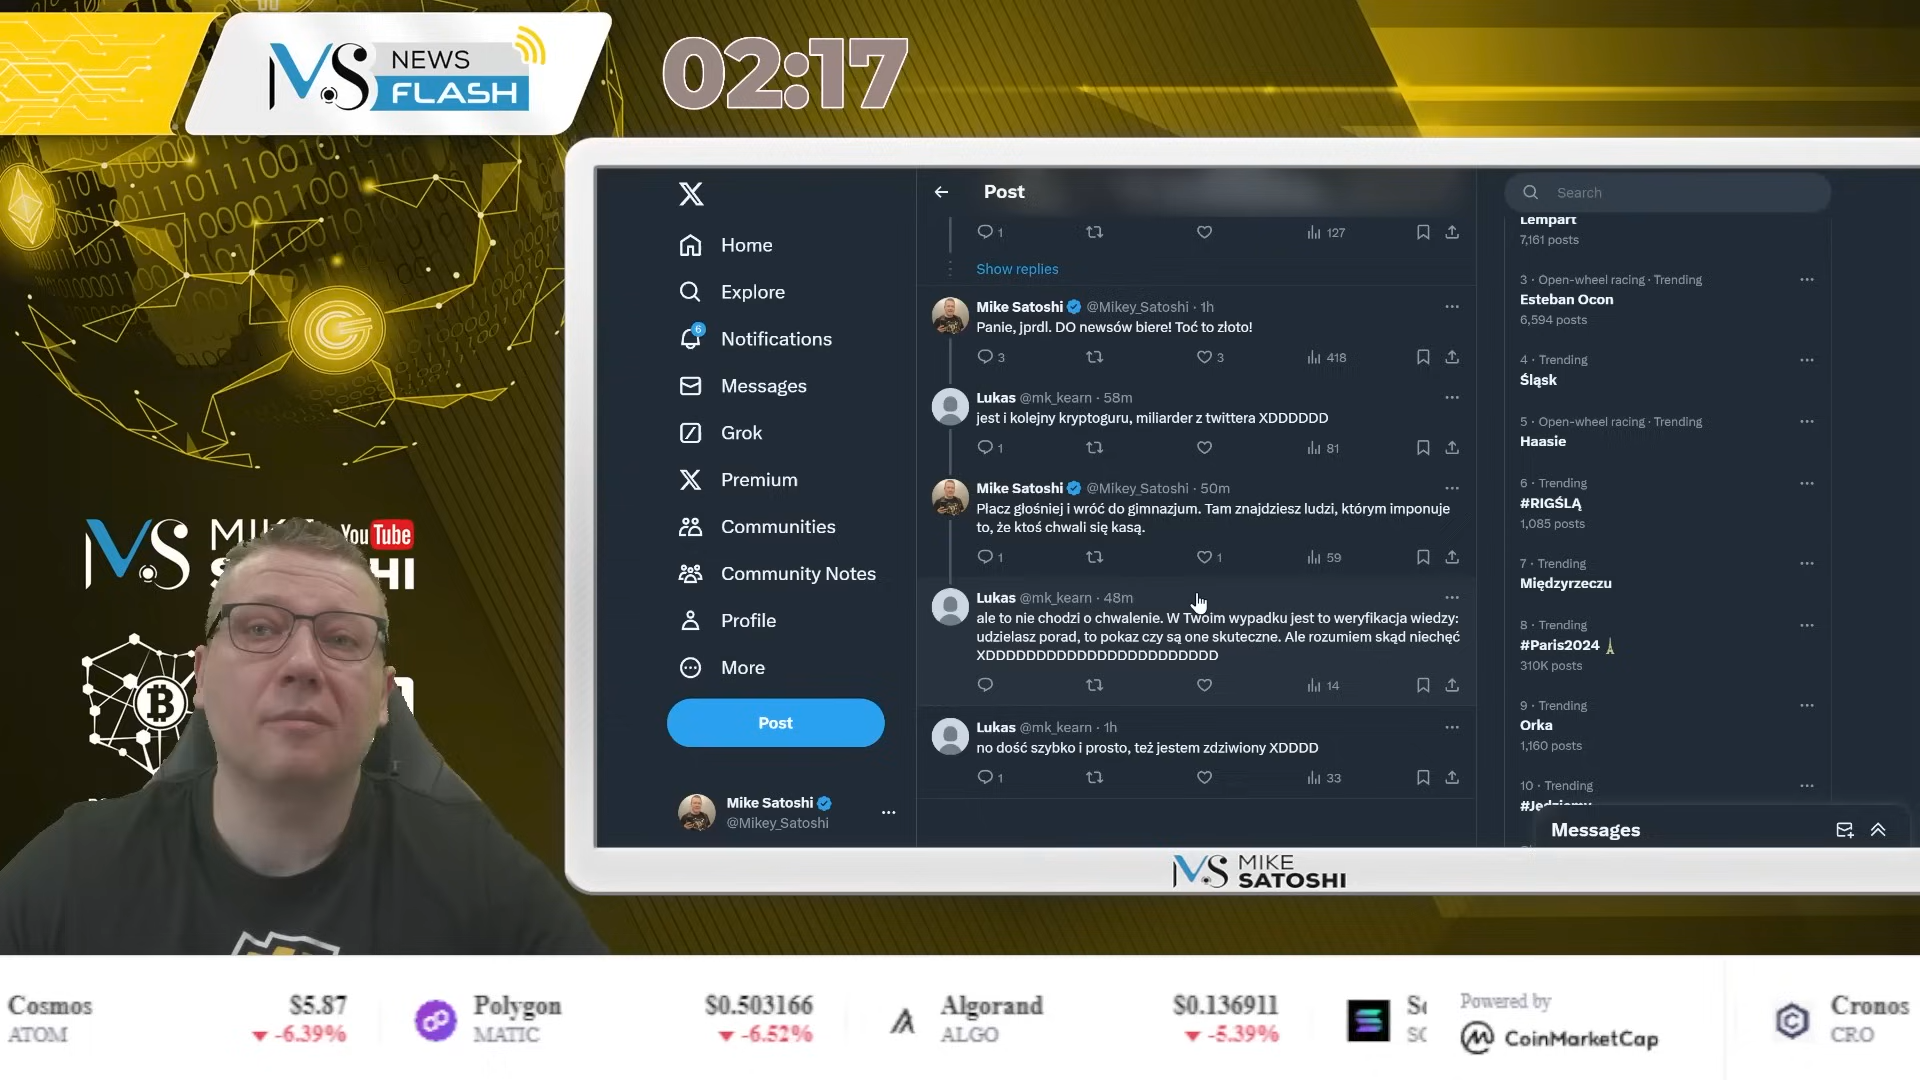 NEWS
FLASH
02:17
Post
Search
Home
Explore
6
Notifications
Messages
Grok
Premium
Communities
Community Notes
Profile
More
Post
Mike Satoshi
@Mikey_Satoshi
1
127
Show replies
Mike Satoshi @Mikey_Satoshi · 1h
Panie, jprdl. DO newsów biere! Toć to złoto!
3
3
418
Lukas @mk_kearn · 58m
jest i kolejny kryptoguru, miliarder z twittera XDDDDDD
1
81
Mike Satoshi @Mikey_Satoshi · 50m
Płacz głośniej i wróć do gimnazjum. Tam znajdziesz ludzi, którym imponuje
to, że ktoś chwali się kasą.
1
1
59
Lukas @mk_kearn · 48m
ale to nie chodzi o chwalenie. W Twoim wypadku jest to weryfikacja wiedzy:
udzielasz porad, to pokaz czy są one skuteczne. Ale rozumiem skąd niechęć
XDDDDDDDDDDDDDDDDDDDDDDD
14
Lukas @mk_kearn · 1h
no dość szybko i prosto, też jestem zdziwiony XDDDD
1
33
Lempart
7,161 posts
3 · Open-wheel racing · Trending
Esteban Ocon
6,594 posts
4 · Trending
Śląsk
5 · Open-wheel racing · Trending
Haasie
6 · Trending
#RIGŚLĄ
1,085 posts
7 · Trending
Międzyrzeczu
8 · Trending
#Paris2024
310K posts
9 · Trending
Orka
1,160 posts
10 · Trending
Messages
MS
YouTube
MS MIKE
SATOSHI
Cosmos
ATOM
$5.87
-6.39%
Polygon
MATIC
$0.503166
-6.52%
Algorand
ALGO
$0.136911
-5.39%
Powered by
CoinMarketCap
Cronos
CRO